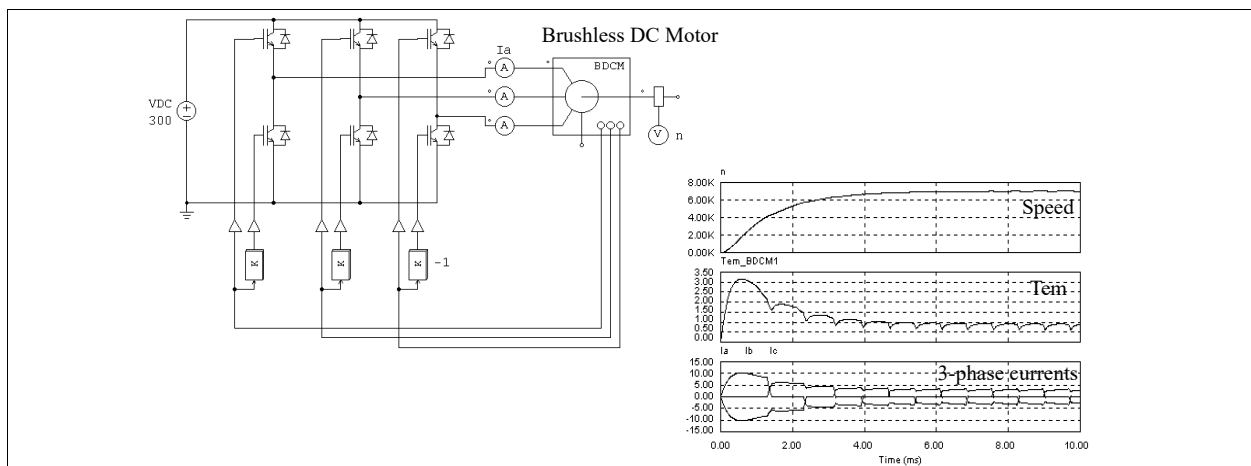 Brushless DC Motor
Ia
A
A
A
BDCM
VDC
300
V
n
K
K
K
-1
n
8.00K
6.00K
4.00K
2.00K
0.00K
Speed
Tem_BDCM1
3.50
3.00
2.50
2.00
1.50
1.00
0.50
0.00
Tem
Ia Ib Ic
15.00
10.00
5.00
0.00
-5.00
-10.00
-15.00
3-phase currents
0.00 2.00 4.00 6.00 8.00 10.00
Time (ms)